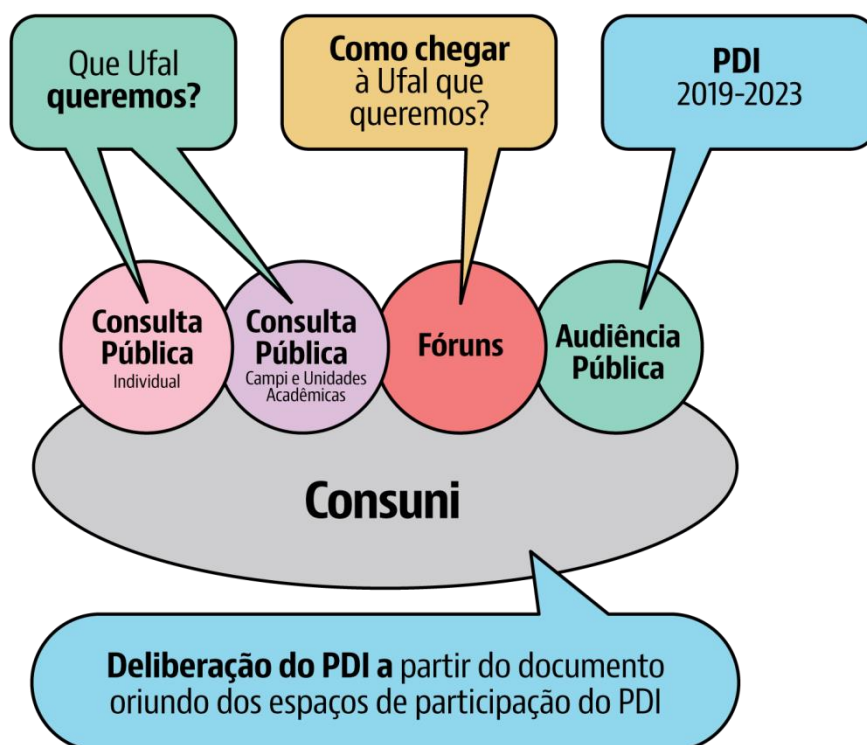 Que Ufal
queremos?
Como chegar
à Ufal que
queremos?
PDI
2019-2023
Consulta
Pública
Individual
Consulta
Pública
Campi e Unidades
Acadêmicas
Fóruns
Audiência
Pública
Consuni
Deliberação do PDI a partir do documento
oriundo dos espaços de participação do PDI